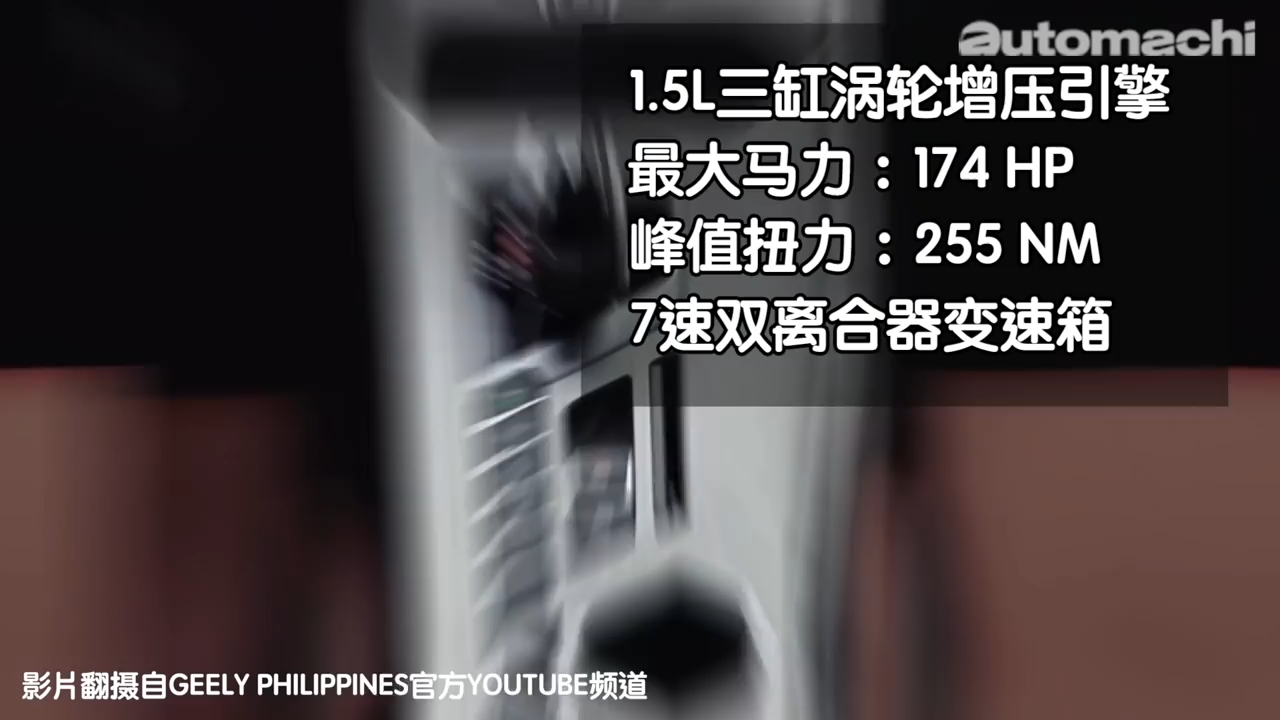 automachi
1.5L三缸涡轮增压引擎
最大马力：174 HP
峰值扭力：255 NM
7速双离合器变速箱
影片翻摄自GEELY PHILIPPINES官方YOUTUBE频道